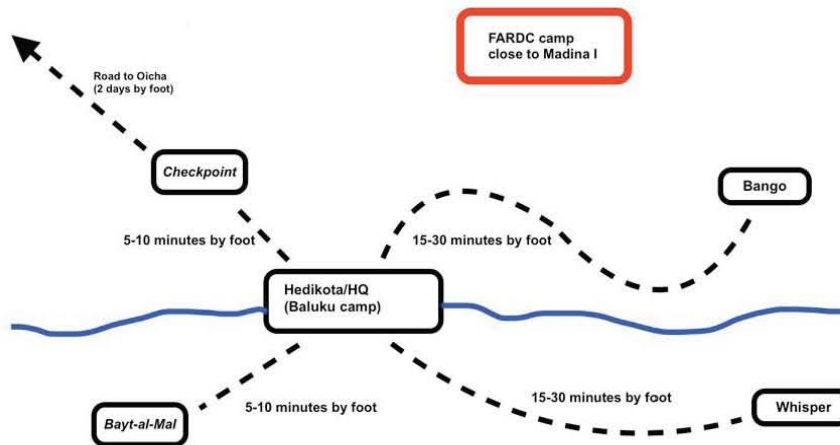 FARDC camp
close to Madina I
Road to Oicha
(2 days by foot)
Checkpoint
Bango
5-10 minutes by foot
15-30 minutes by foot
Hedikota/HQ
(Baluku camp)
Bayt-al-Mal
5-10 minutes by foot
15-30 minutes by foot
Whisper